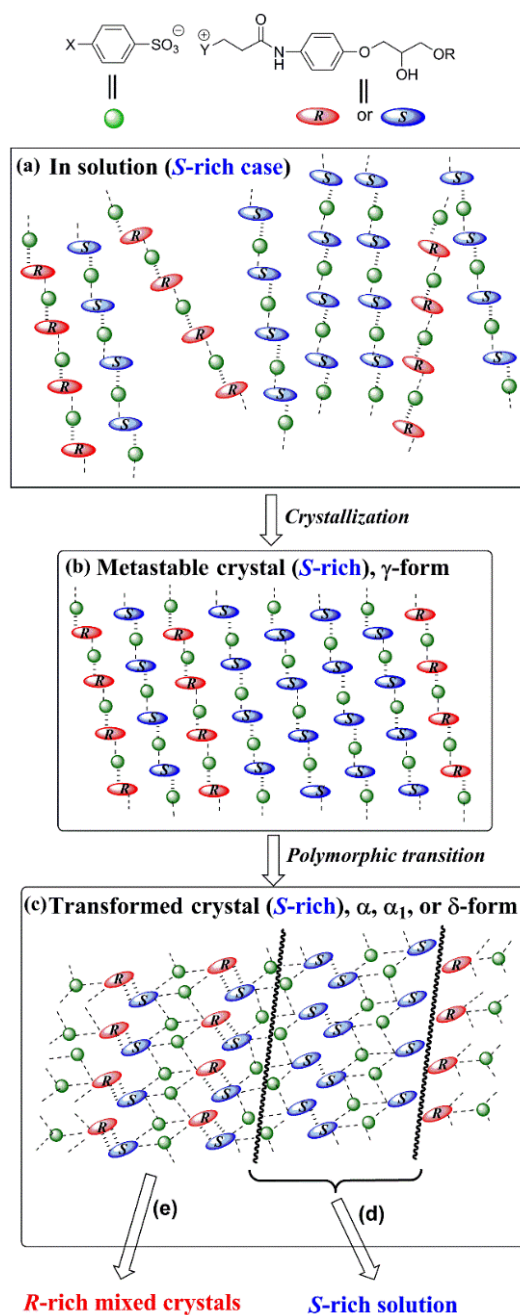 X SO₃ ⊖ ⊕ Y O N H O OH OR
R or S
(a) In solution (S-rich case)
S S S
R S R S
R S R S S S S
R S S S S R S
R S R S S S R S
R S R S R
Crystallization
(b) Metastable crystal (S-rich), γ-form
S S S R
R S R S S S S R
R S R S S S S R
R S R S S S S R
R S R S S S S R
Polymorphic transition
(c) Transformed crystal (S-rich), α, α₁, or δ-form
R S R S S S R
R S R S S S R
R S R S S S R
R S R S S S R
(e) (d)
R-rich mixed crystals S-rich solution